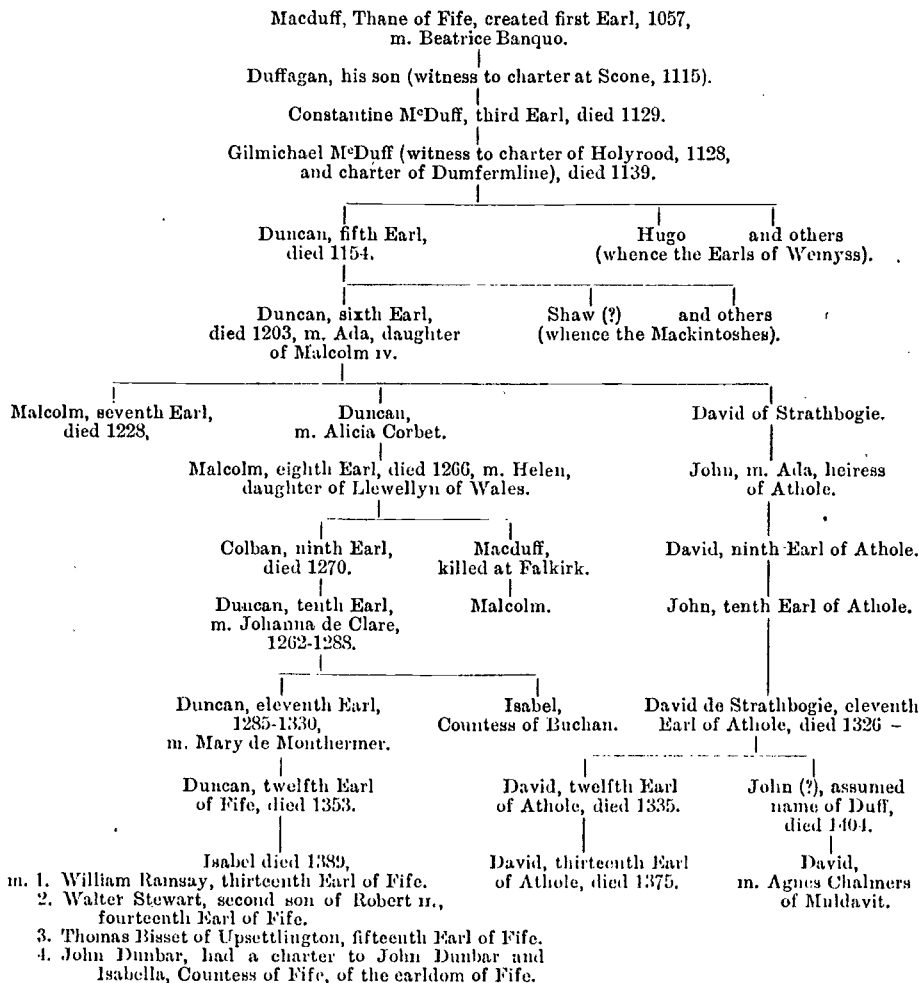 Macduff, Thane of Fife, created first Earl, 1057,
m. Beatrice Banquo.
Duffagan, his son (witness to charter at Scone, 1115).
Constantine McDuff, third Earl, died 1129.
Gilmichael McDuff (witness to charter of Holyrood, 1128,
and charter of Dumfermline), died 1139.
Duncan, fifth Earl,
died 1154.
Hugo and others
(whence the Earls of Wemyss).
Duncan, sixth Earl,
died 1203, m. Ada, daughter
of Malcolm IV.
Shaw (?) and others
(whence the Mackintoshes).
Malcolm, seventh Earl,
died 1228,
Duncan,
m. Alicia Corbet.
David of Strathbogie.
Malcolm, eighth Earl, died 1266, m. Helen,
daughter of Llewellyn of Wales.
John, m. Ada, heiress
of Athole.
Colban, ninth Earl,
died 1270.
Macduff,
killed at Falkirk.
David, ninth Earl of Athole.
Duncan, tenth Earl,
m. Johanna de Clare,
1262-1288.
Malcolm.
John, tenth Earl of Athole.
Duncan, eleventh Earl,
1285-1330,
m. Mary de Monthermer.
Isabel,
Countess of Buchan.
David de Strathbogie, eleventh
Earl of Athole, died 1326 –
Duncan, twelfth Earl
of Fife, died 1353.
David, twelfth Earl
of Athole, died 1335.
John (?), assumed
name of Duff,
died 1404.
Isabel died 1389,
m. 1. William Ramsay, thirteenth Earl of Fife.
2. Walter Stewart, second son of Robert II.,
fourteenth Earl of Fife.
3. Thomas Bisset of Upsettlington, fifteenth Earl of Fife.
4. John Dunbar, had a charter to John Dunbar and
Isabella, Countess of Fife, of the earldom of Fife.
David, thirteenth Earl
of Athole, died 1375.
David,
m. Agnes Chalmers
of Muldavit.